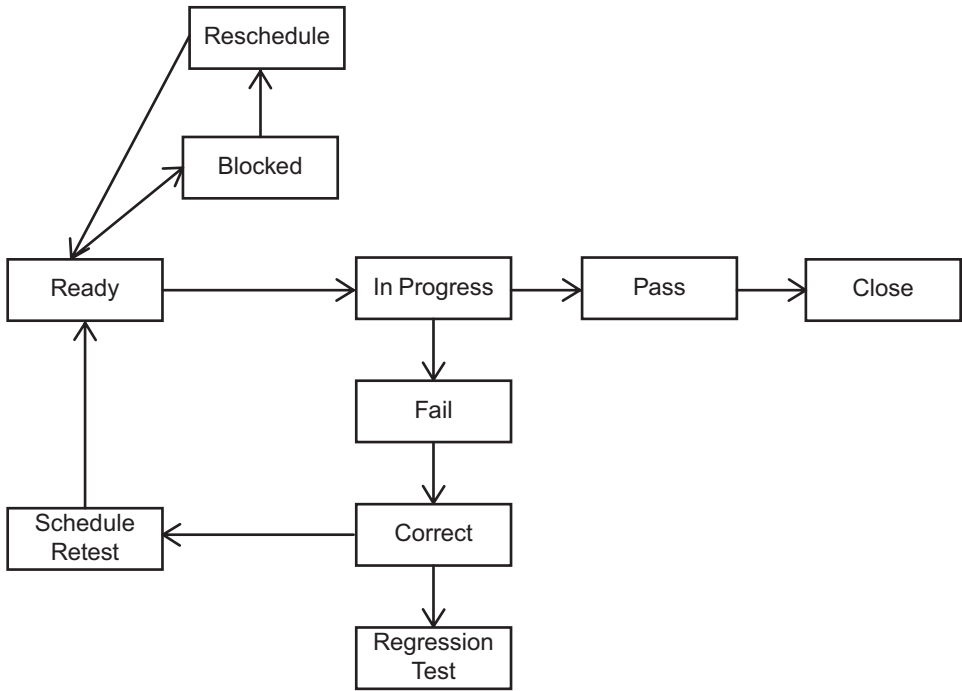 Reschedule
Blocked
Ready
In Progress
Pass
Close
Fail
Schedule
Retest
Correct
Regression
Test